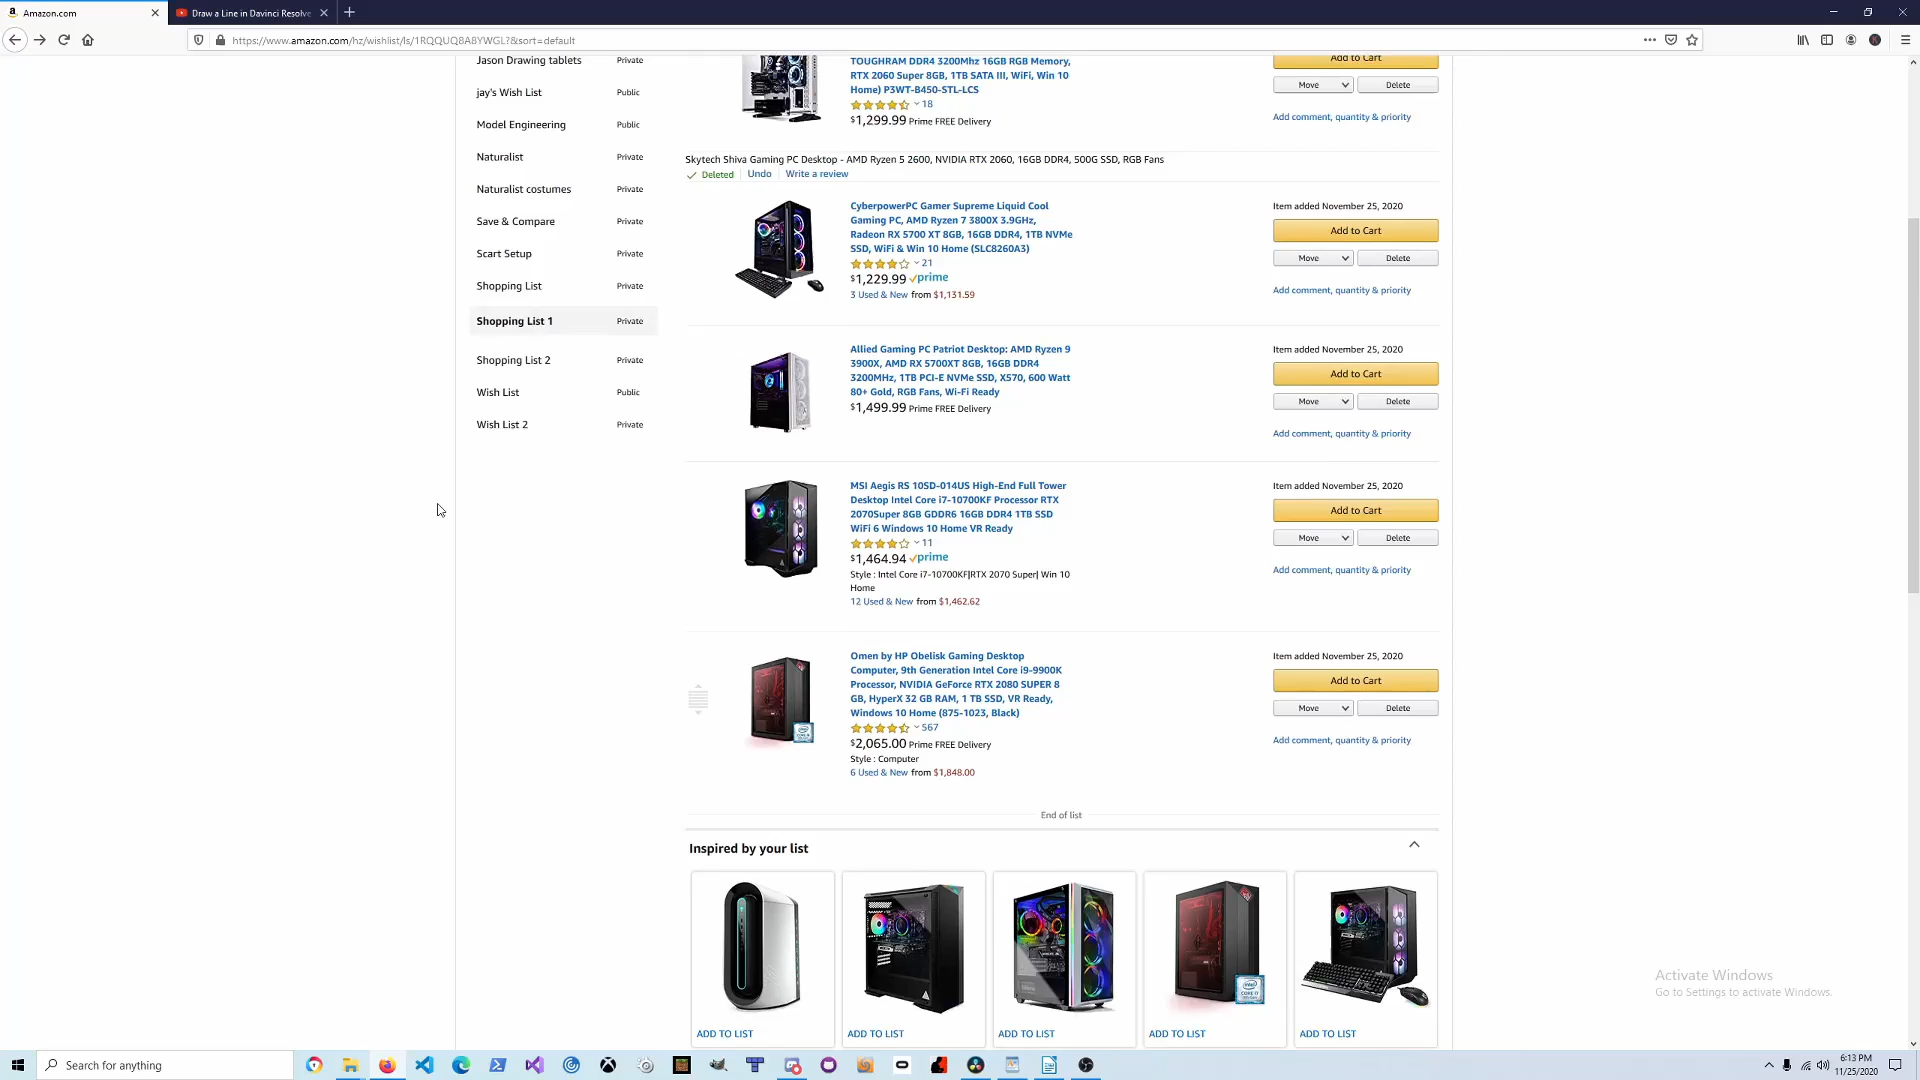 Amazon.com
Draw a Line in Davinci Resolve
https://www.amazon.com/hz/wishlist/ls/1RQQUQ8A8YWGL?&sort=default
Jason Drawing tablets Private
jay's Wish List Public
Model Engineering Public
Naturalist Private
Naturalist costumes Private
Save & Compare Private
Scart Setup Private
Shopping List Private
Shopping List 1 Private
Shopping List 2 Private
Wish List Public
Wish List 2 Private
TOUGHRAM DDR4 3200Mhz 16GB RGB Memory,
RTX 2060 Super 8GB, 1TB SATA III, WiFi, Win 10
Home) P3WT-B450-STL-LCS
18
$1,299.99 Prime FREE Delivery
Add to Cart
Move Delete
Add comment, quantity & priority
Skytech Shiva Gaming PC Desktop - AMD Ryzen 5 2600, NVIDIA RTX 2060, 16GB DDR4, 500G SSD, RGB Fans
Deleted Undo Write a review
CyberpowerPC Gamer Supreme Liquid Cool
Gaming PC, AMD Ryzen 7 3800X 3.9GHz,
Radeon RX 5700 XT 8GB, 16GB DDR4, 1TB NVMe
SSD, WiFi & Win 10 Home (SLC8260A3)
21
$1,229.99 prime
3 Used & New from $1,131.59
Item added November 25, 2020
Add to Cart
Move Delete
Add comment, quantity & priority
Allied Gaming PC Patriot Desktop: AMD Ryzen 9
3900X, AMD RX 5700XT 8GB, 16GB DDR4
3200MHz, 1TB PCI-E NVMe SSD, X570, 600 Watt
80+ Gold, RGB Fans, Wi-Fi Ready
$1,499.99 Prime FREE Delivery
Item added November 25, 2020
Add to Cart
Move Delete
Add comment, quantity & priority
MSI Aegis RS 10SD-014US High-End Full Tower
Desktop Intel Core i7-10700KF Processor RTX
2070Super 8GB GDDR6 16GB DDR4 1TB SSD
WiFi 6 Windows 10 Home VR Ready
11
$1,464.94 prime
Style : Intel Core i7-10700KF|RTX 2070 Super| Win 10
Home
12 Used & New from $1,462.62
Item added November 25, 2020
Add to Cart
Move Delete
Add comment, quantity & priority
Omen by HP Obelisk Gaming Desktop
Computer, 9th Generation Intel Core i9-9900K
Processor, NVIDIA GeForce RTX 2080 SUPER 8
GB, HyperX 32 GB RAM, 1 TB SSD, VR Ready,
Windows 10 Home (875-1023, Black)
567
$2,065.00 Prime FREE Delivery
Style : Computer
6 Used & New from $1,848.00
Item added November 25, 2020
Add to Cart
Move Delete
Add comment, quantity & priority
End of list
Inspired by your list
ADD TO LIST ADD TO LIST ADD TO LIST ADD TO LIST ADD TO LIST
Activate Windows
Go to Settings to activate Windows.
Search for anything
6:13 PM
11/25/2020